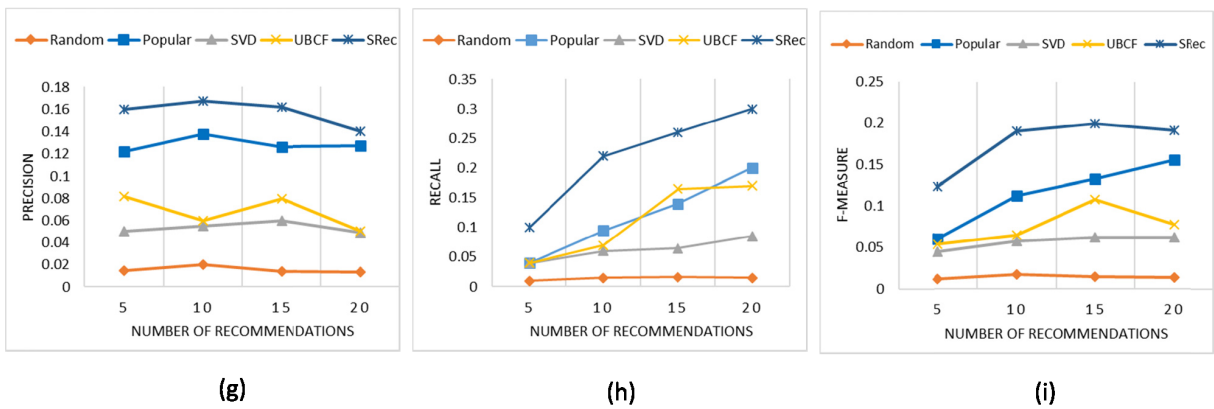 Random Popular SVD UBCF SRec
PRECISION
0.18
0.16
0.14
0.12
0.1
0.08
0.06
0.04
0.02
0
5 10 15 20
NUMBER OF RECOMMENDATIONS
(g)
Random Popular SVD UBCF SRec
RECALL
0.35
0.3
0.25
0.2
0.15
0.1
0.05
0
5 10 15 20
NUMBER OF RECOMMENDATIONS
(h)
Random Popular SVD UBCF SRec
F-MEASURE
0.25
0.2
0.15
0.1
0.05
0
5 10 15 20
NUMBER OF RECOMMENDATIONS
(i)